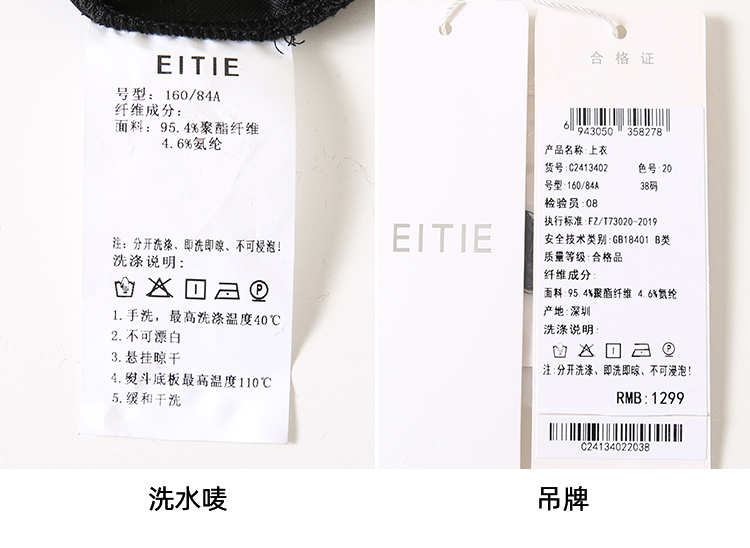 EITIE
号型: 160/84A
纤维成分:
面料: 95.4%聚酯纤维
4.6%氨纶
注: 分开洗涤、即洗即晾、不可浸泡!
洗涤说明:
1.手洗，最高洗涤温度40℃
2.不可漂白
3.悬挂晾干
4.熨斗底板最高温度110℃
5.缓和干洗
洗水唛
EITIE
合格证
6 943050 358278
产品名称:上衣
货号:C2413402 色号:20
号型:160/84A 38码
检验员:08
执行标准:FZ/T73020-2019
安全技术类别:GB18401 B类
质量等级:合格品
纤维成分:
面料:95.4%聚酯纤维 4.6%氨纶
产地:深圳
洗涤说明:
注:分开洗涤、即洗即晾、不可浸泡!
RMB:1299
C24134022038
吊牌